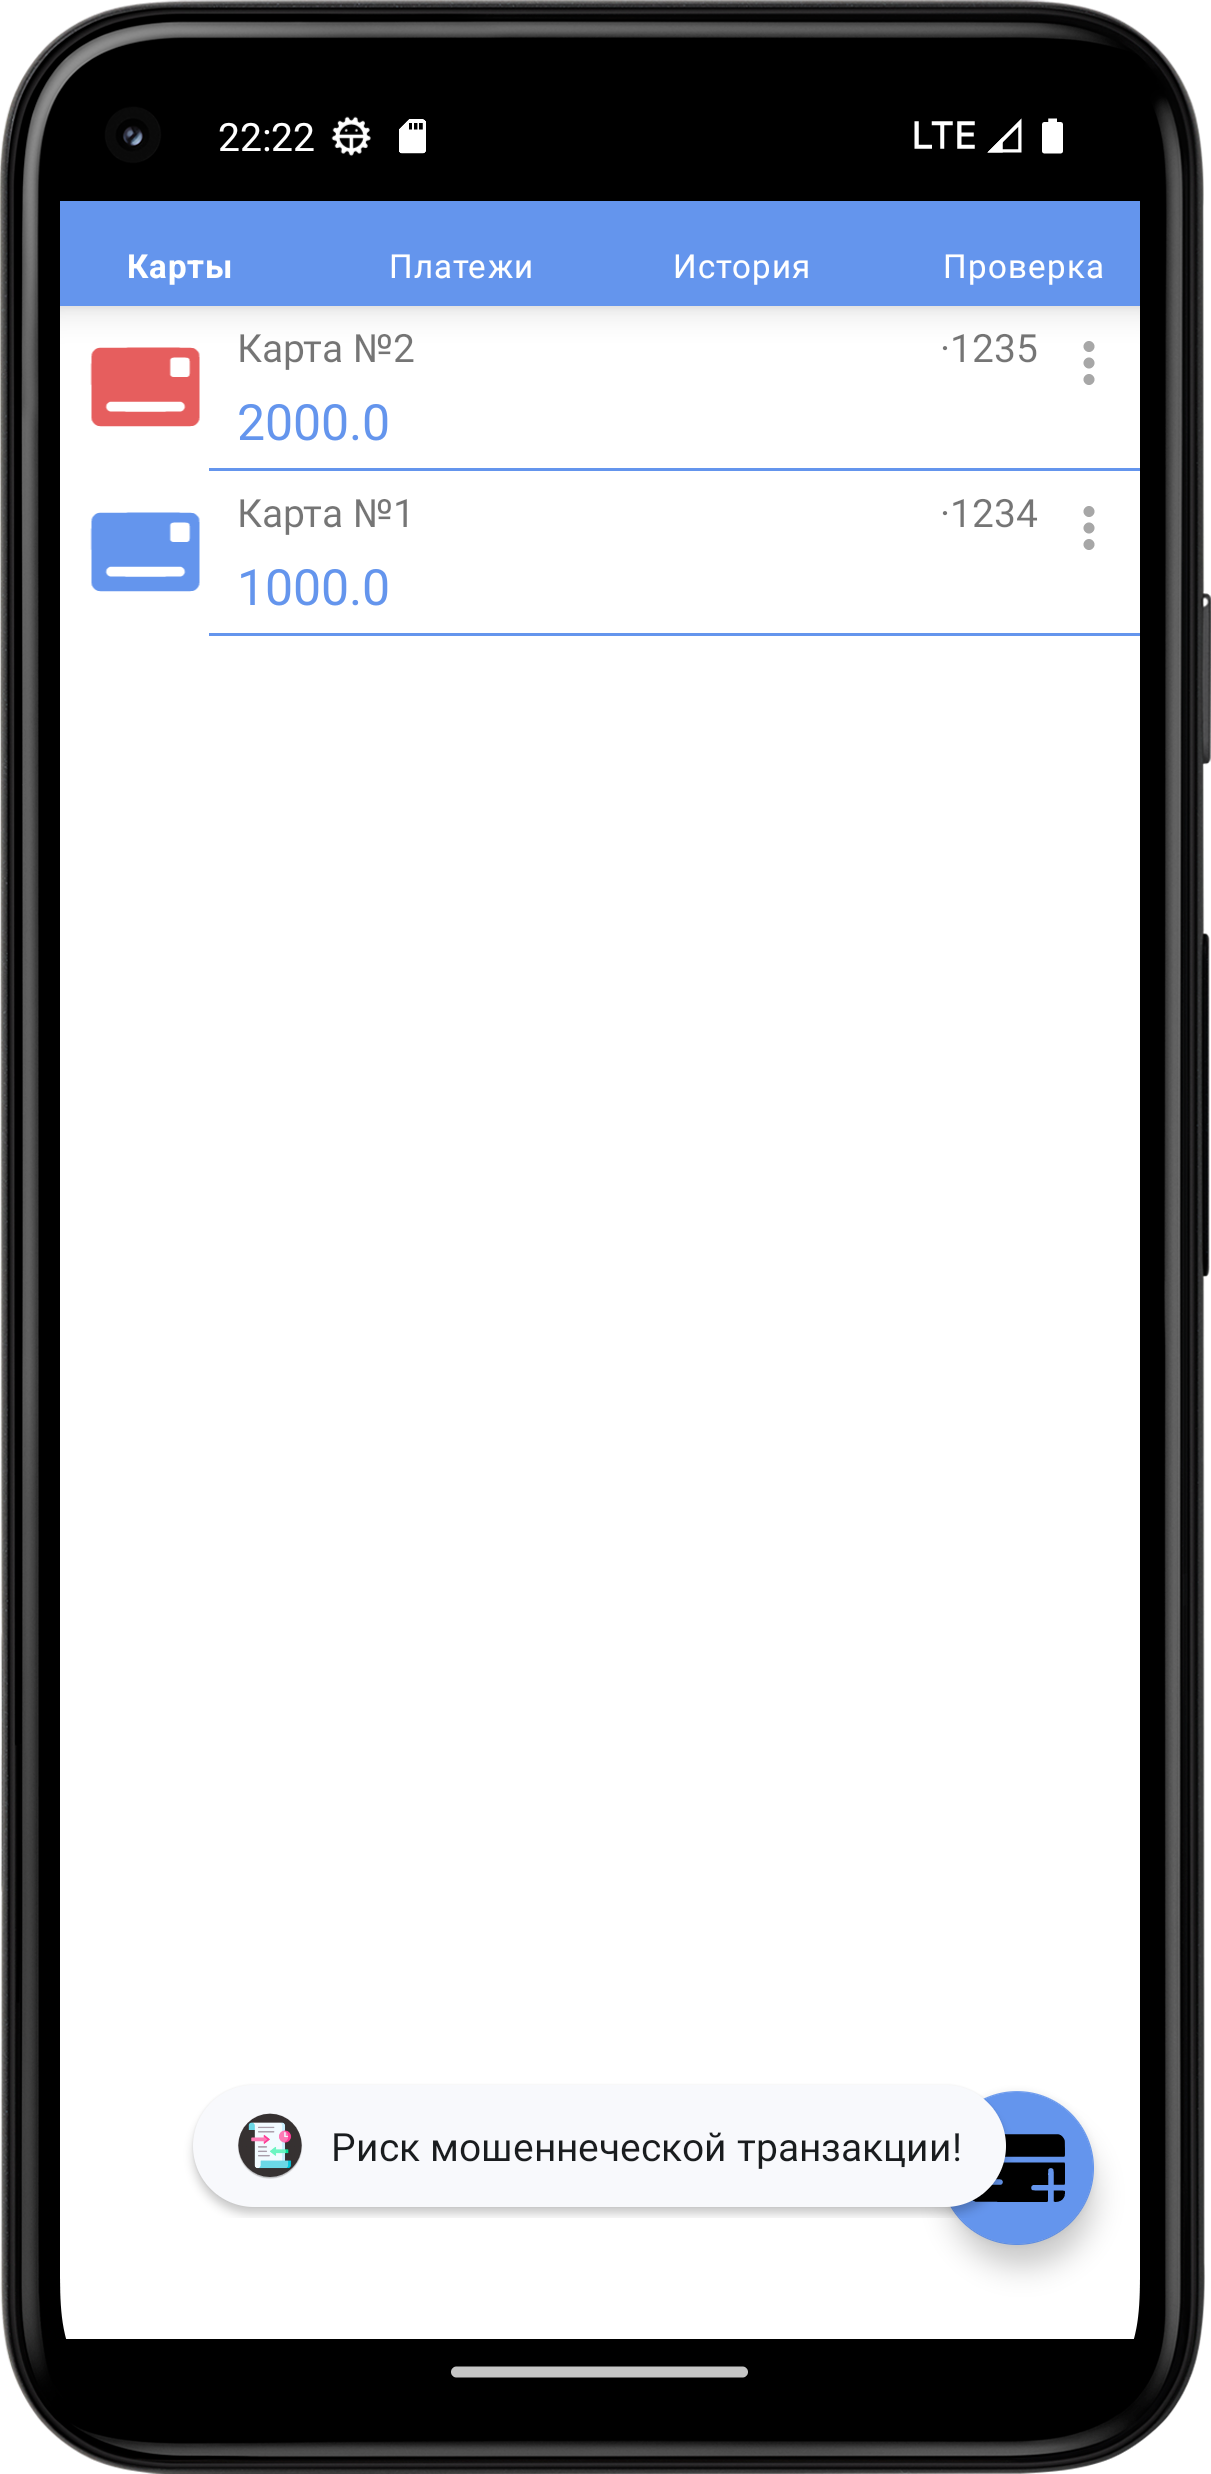 22:22 LTE
Карты Платежи История Проверка
Карта №2 ·1235
2000.0
Карта №1 ·1234
1000.0
Риск мошеннеческой транзакции!